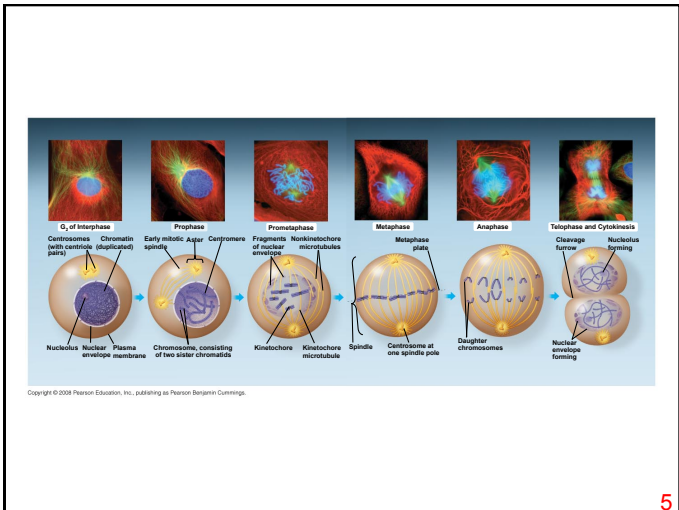 G2 of Interphase
Prophase
Prometaphase
Metaphase
Anaphase
Telophase and Cytokinesis
Centrosomes
(with centriole
pairs)
Chromatin
(duplicated)
Early mitotic
spindle
Aster
Centromere
Fragments
of nuclear
envelope
Nonkinetochore
microtubules
Metaphase
plate
Cleavage
furrow
Nucleolus
forming
Nucleolus
Nuclear
envelope
Plasma
membrane
Chromosome, consisting
of two sister chromatids
Kinetochore
Kinetochore
microtubule
Spindle
Centrosome at
one spindle pole
Daughter
chromosomes
Nuclear
envelope
forming
Copyright © 2008 Pearson Education, Inc., publishing as Pearson Benjamin Cummings.
5